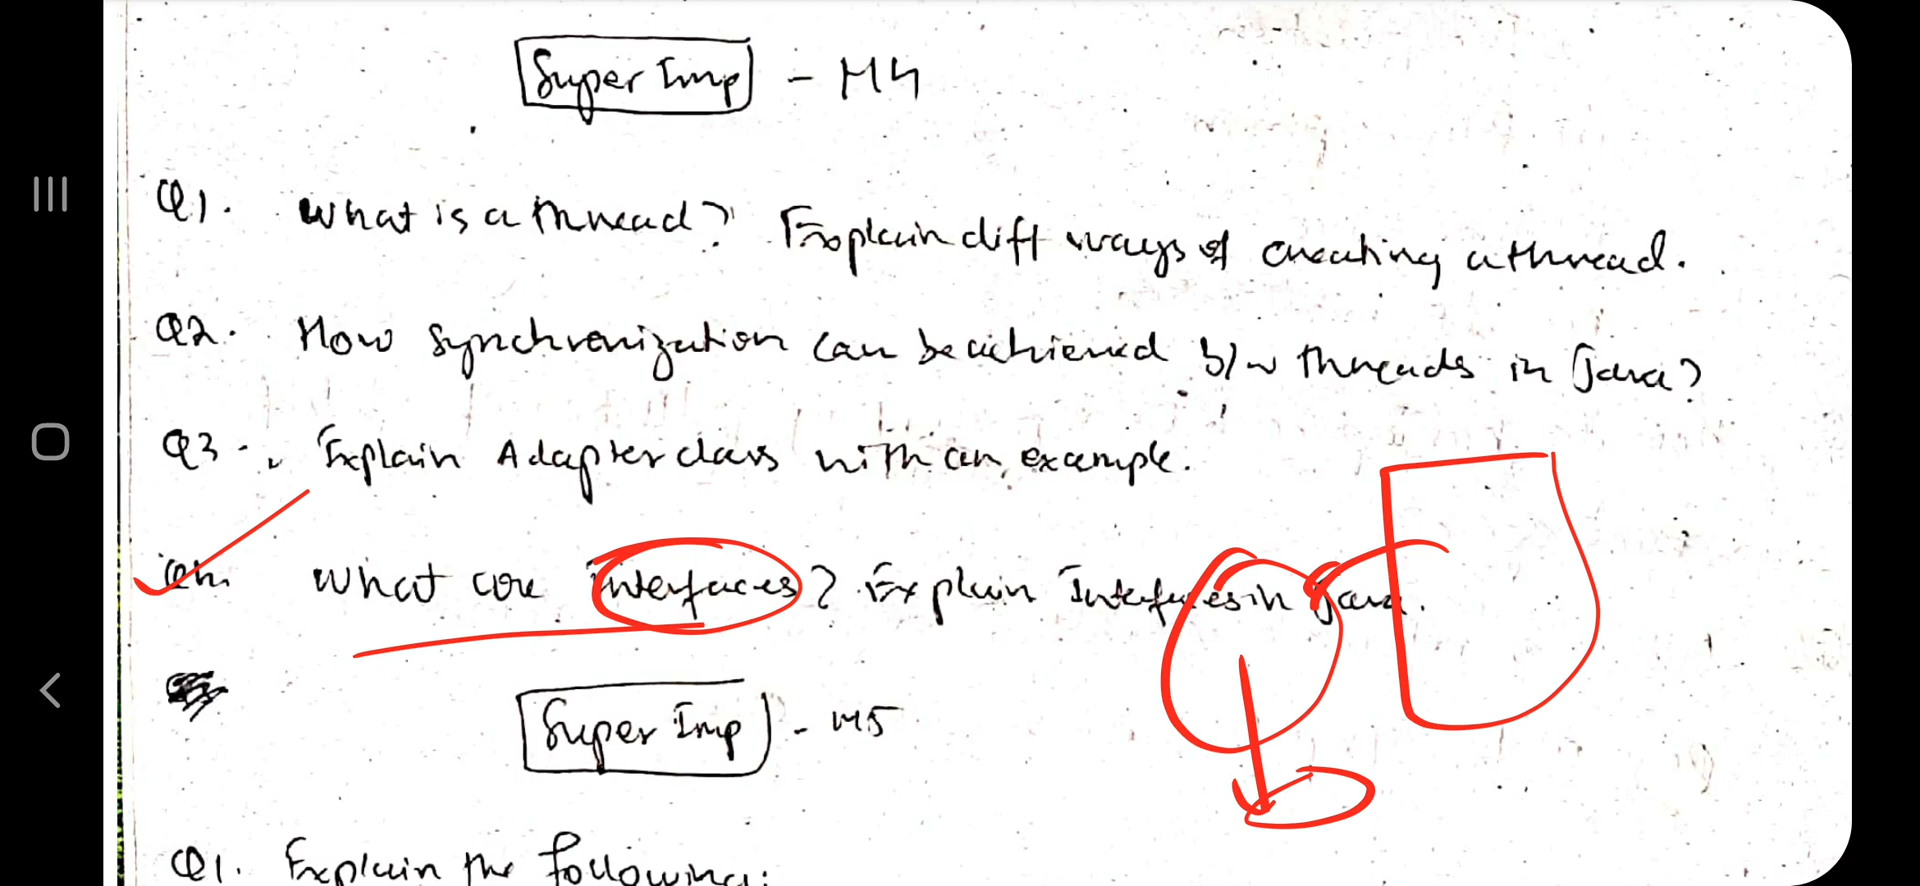 Super Imp - M4
Q1. What is a thread? Explain diff ways of creating a thread.
Q2. How synchronization can be achieved b/w threads in Java?
Q3. Explain Adapter class with an example.
Q4. What are interfaces? Explain Interfaces in Java.
Super Imp - M5
Q1. Explain the following: